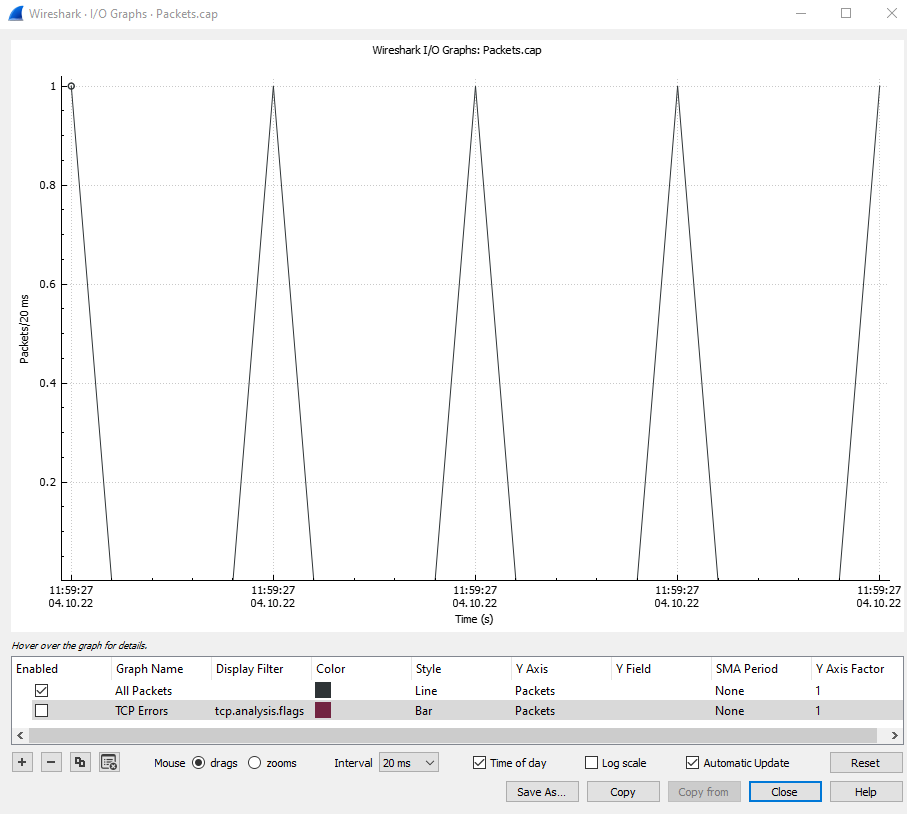 Wireshark · I/O Graphs · Packets.cap
Wireshark I/O Graphs: Packets.cap
1
0.8
0.6
0.4
0.2
Packets/20 ms
11:59:27 11:59:27 11:59:27 11:59:27 11:59:27
04.10.22 04.10.22 04.10.22 04.10.22 04.10.22
Time (s)
Hover over the graph for details.
Enabled Graph Name Display Filter Color Style Y Axis Y Field SMA Period Y Axis Factor
All Packets Line Packets None 1
TCP Errors tcp.analysis.flags Bar Packets None 1
Mouse drags zooms Interval 20 ms Time of day Log scale Automatic Update Reset
Save As... Copy Copy from Close Help